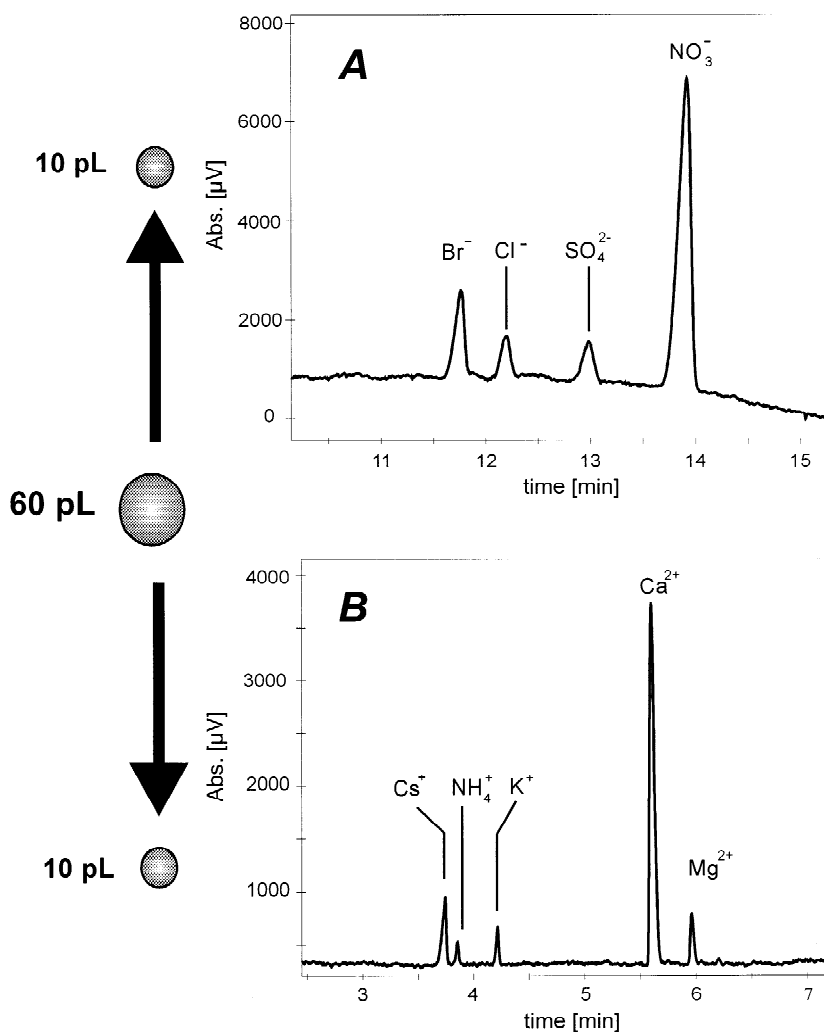 8000
A
NO₃⁻
6000
10 pL
Abs. [µV]
4000
Br⁻ Cl⁻ SO₄²⁻
2000
0
11 12 13 14 15
time [min]
60 pL
4000
B
Ca²⁺
3000
Abs. [µV]
2000
Cs⁺ NH₄⁺ K⁺
10 pL
1000
Mg²⁺
3 4 5 6 7
time [min]